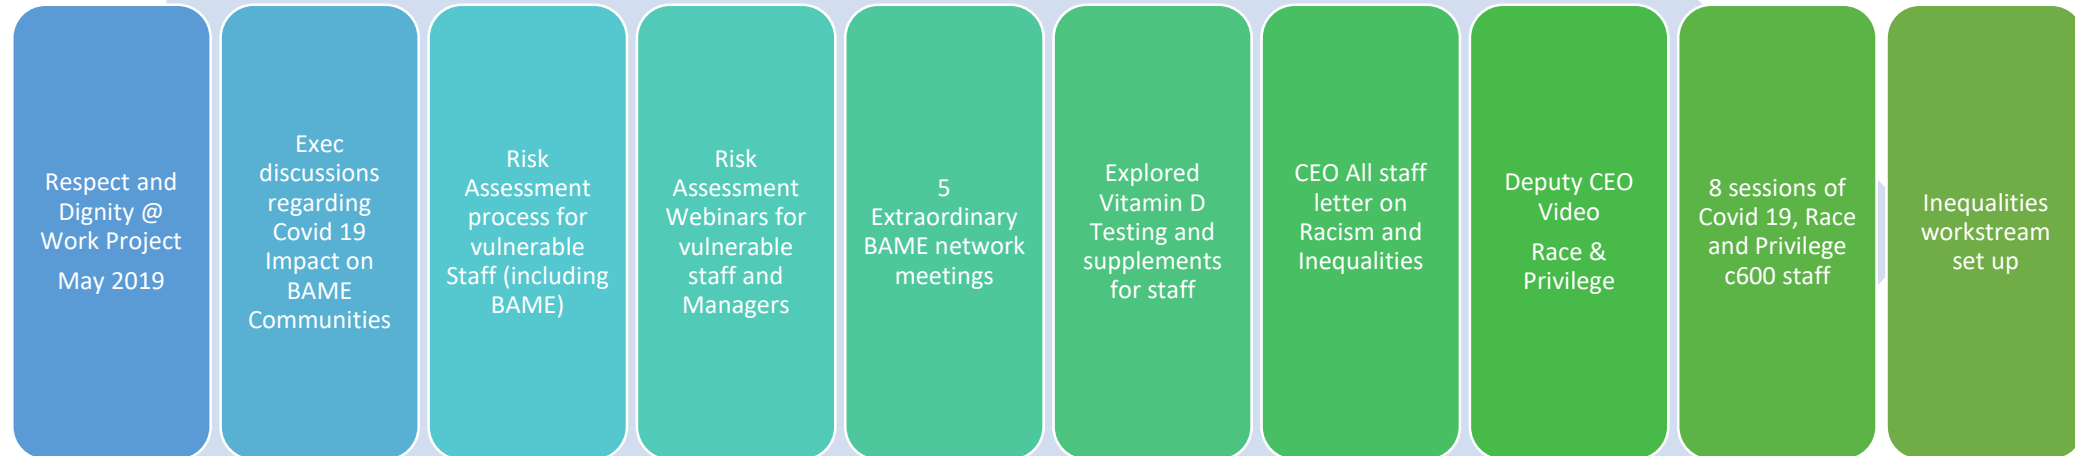 Respect and
Dignity @
Work Project
May 2019
Exec
discussions
regarding
Covid 19
Impact on
BAME
Communities
Risk
Assessment
process for
vulnerable
Staff (including
BAME)
Risk
Assessment
Webinars for
vulnerable
staff and
Managers
5
Extraordinary
BAME network
meetings
Explored
Vitamin D
Testing and
supplements
for staff
CEO All staff
letter on
Racism and
Inequalities
Deputy CEO
Video
Race &
Privilege
8 sessions of
Covid 19, Race
and Privilege
c600 staff
Inequalities
workstream
set up